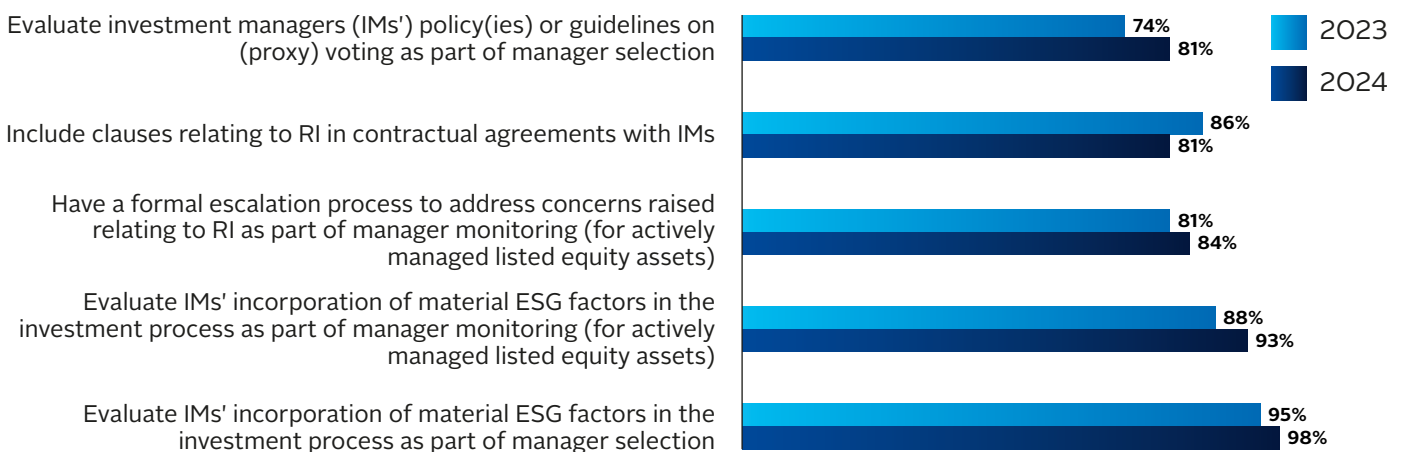 Evaluate investment managers (IMs') policy(ies) or guidelines on
(proxy) voting as part of manager selection
74%
81%
2023
2024
Include clauses relating to RI in contractual agreements with IMs
86%
81%
Have a formal escalation process to address concerns raised
relating to RI as part of manager monitoring (for actively
managed listed equity assets)
81%
84%
Evaluate IMs' incorporation of material ESG factors in the
investment process as part of manager monitoring (for actively
managed listed equity assets)
88%
93%
Evaluate IMs' incorporation of material ESG factors in the
investment process as part of manager selection
95%
98%